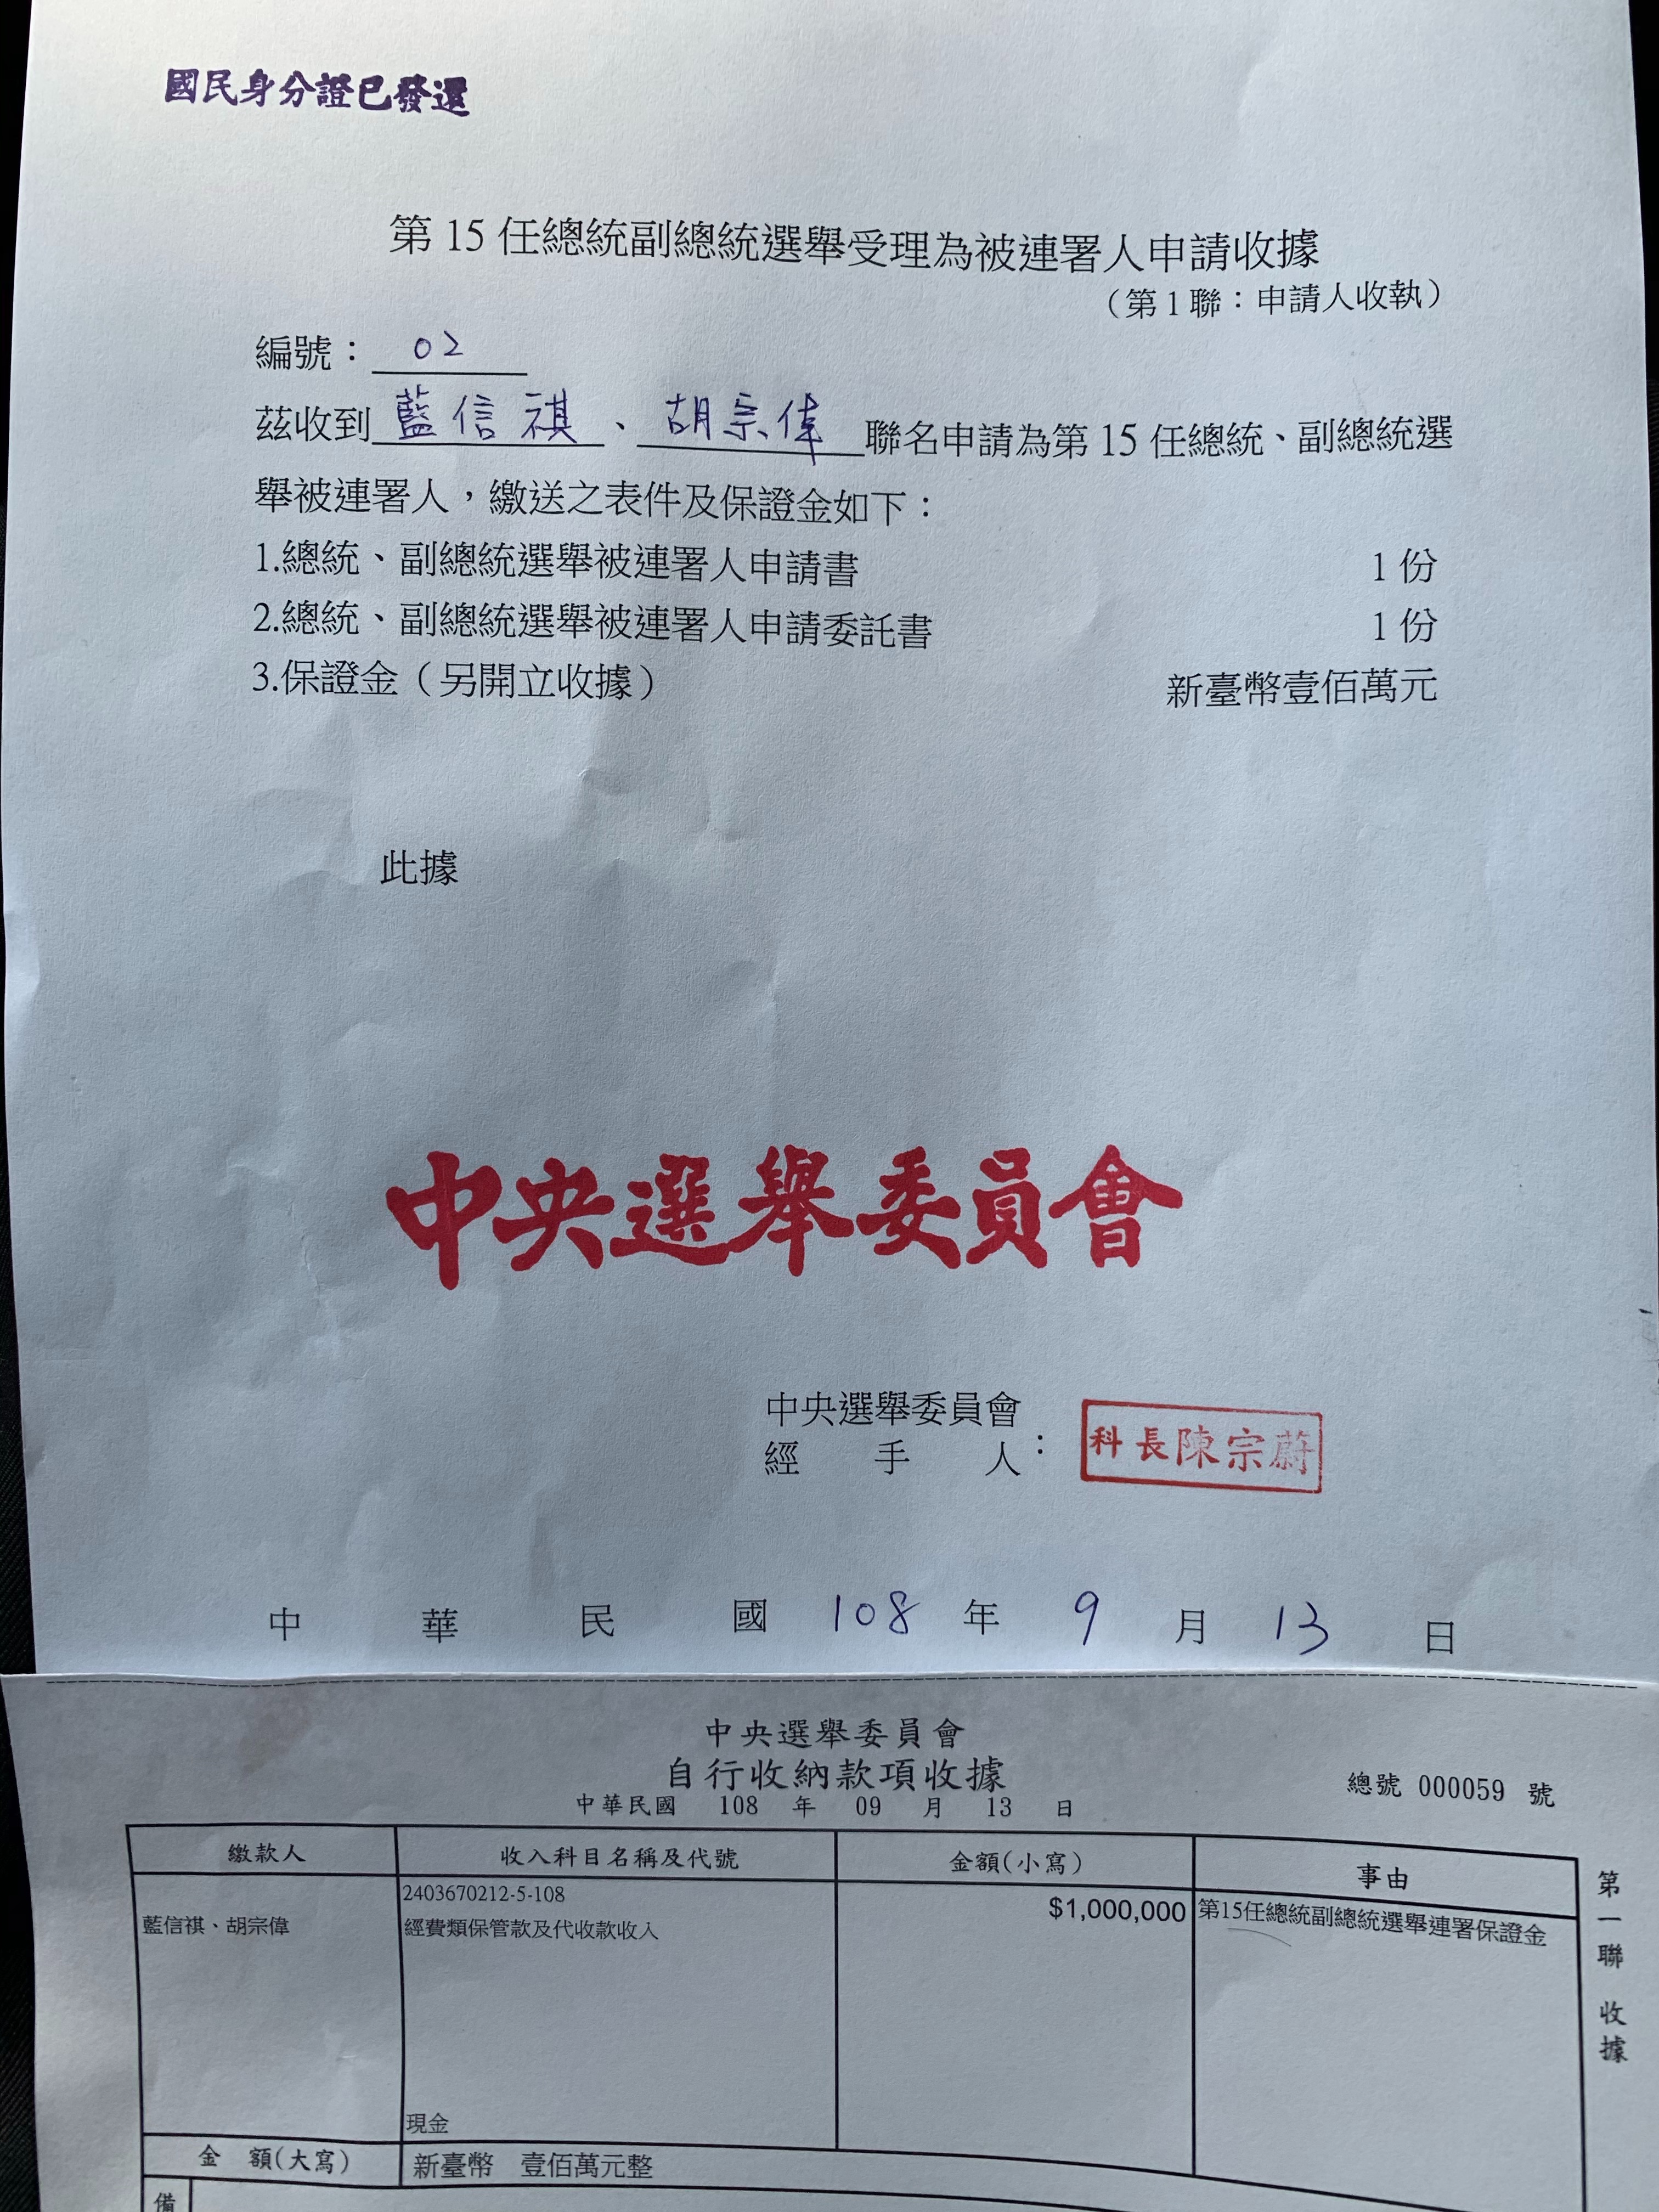 國民身分證已發還
第 15 任總統副總統選舉受理為被連署人申請收據
（第 1 聯：申請人收執）
編號： 02
茲收到 藍信祺 、 胡宗偉 聯名申請為第 15 任總統、副總統選
舉被連署人，繳送之表件及保證金如下：
1.總統、副總統選舉被連署人申請書 1 份
2.總統、副總統選舉被連署人申請委託書 1 份
3.保證金（另開立收據） 新臺幣壹佰萬元
此據
中央選舉委員會
中央選舉委員會
經手人：
科長陳宗蔚
中華民國 108 年 9 月 13 日
中央選舉委員會
自行收納款項收據
總號 000059 號
中華民國 108 年 09 月 13 日
繳款人 收入科目名稱及代號 金額(小寫) 事由
2403670212-5-108 $1,000,000 第15任總統副總統選舉連署保證金
藍信祺、胡宗偉 經費類保管款及代收款收入
現金
金 額(大寫) 新臺幣 壹佰萬元整
備
第一聯 收據